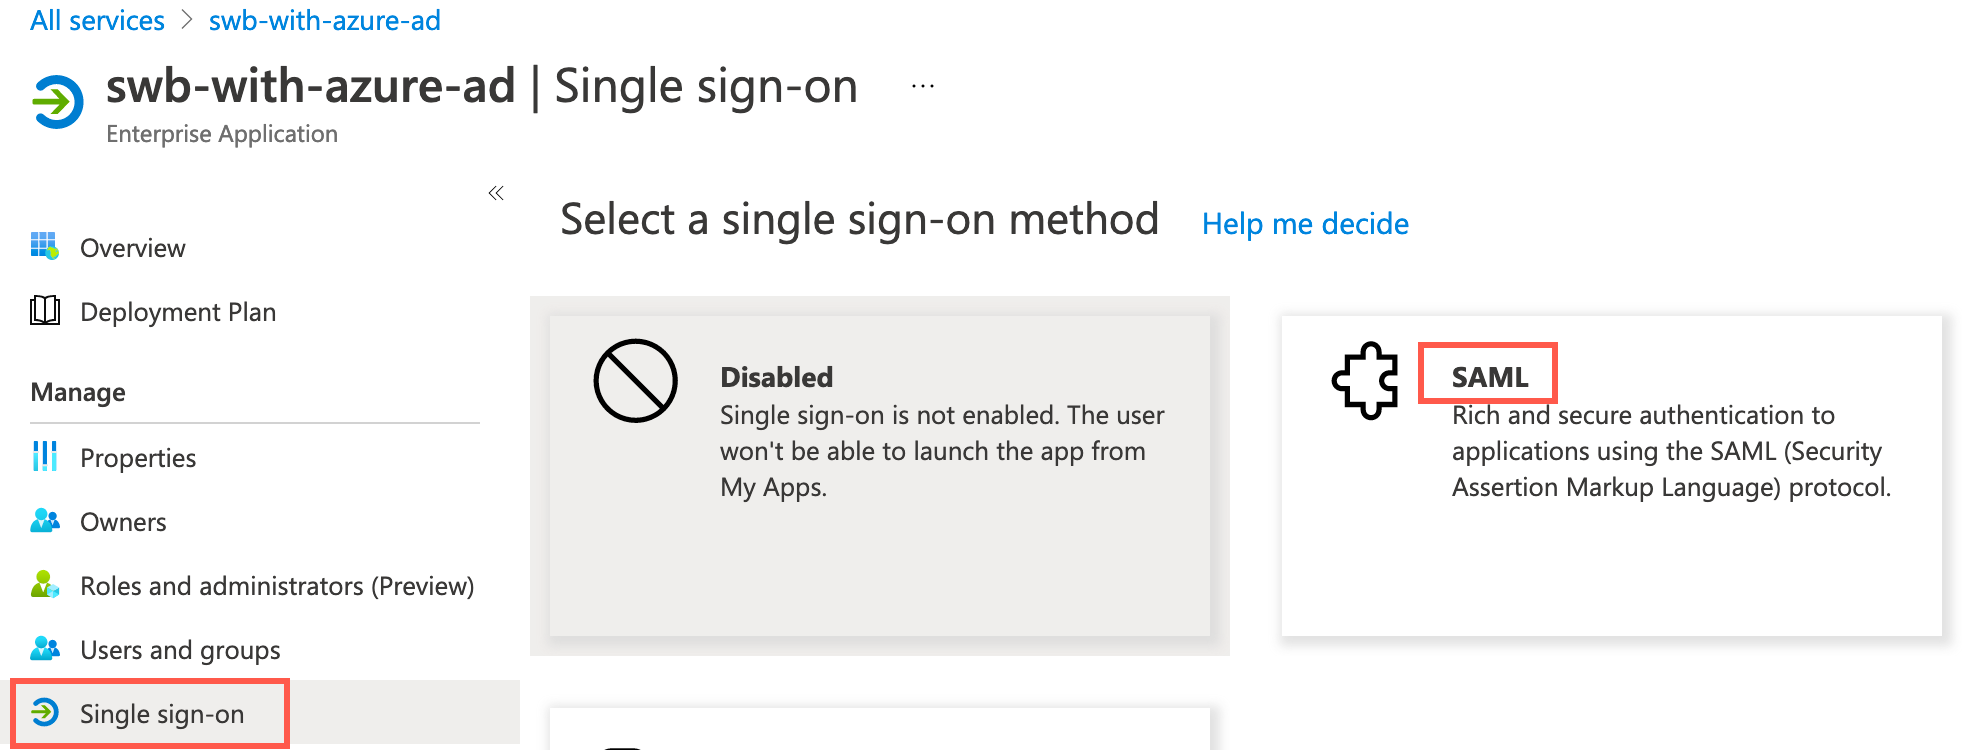 All services > swb-with-azure-ad
swb-with-azure-ad | Single sign-on ...
Enterprise Application
«
Overview
Deployment Plan
Manage
Properties
Owners
Roles and administrators (Preview)
Users and groups
Single sign-on
Select a single sign-on method Help me decide
Disabled
Single sign-on is not enabled. The user
won't be able to launch the app from
My Apps.
SAML
Rich and secure authentication to
applications using the SAML (Security
Assertion Markup Language) protocol.